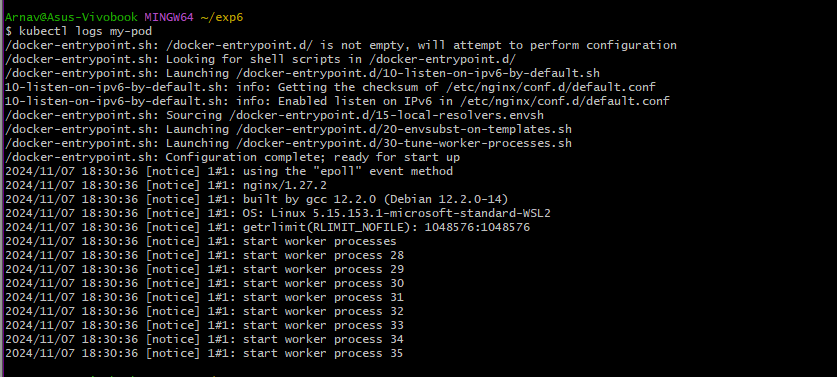 Arnav@Asus-Vivobook MINGW64 ~/exp6
$ kubectl logs my-pod
/docker-entrypoint.sh: /docker-entrypoint.d/ is not empty, will attempt to perform configuration
/docker-entrypoint.sh: Looking for shell scripts in /docker-entrypoint.d/
/docker-entrypoint.sh: Launching /docker-entrypoint.d/10-listen-on-ipv6-by-default.sh
10-listen-on-ipv6-by-default.sh: info: Getting the checksum of /etc/nginx/conf.d/default.conf
10-listen-on-ipv6-by-default.sh: info: Enabled listen on IPv6 in /etc/nginx/conf.d/default.conf
/docker-entrypoint.sh: Sourcing /docker-entrypoint.d/15-local-resolvers.envsh
/docker-entrypoint.sh: Launching /docker-entrypoint.d/20-envsubst-on-templates.sh
/docker-entrypoint.sh: Launching /docker-entrypoint.d/30-tune-worker-processes.sh
/docker-entrypoint.sh: Configuration complete; ready for start up
2024/11/07 18:30:36 [notice] 1#1: using the "epoll" event method
2024/11/07 18:30:36 [notice] 1#1: nginx/1.27.2
2024/11/07 18:30:36 [notice] 1#1: built by gcc 12.2.0 (Debian 12.2.0-14)
2024/11/07 18:30:36 [notice] 1#1: OS: Linux 5.15.153.1-microsoft-standard-WSL2
2024/11/07 18:30:36 [notice] 1#1: getrlimit(RLIMIT_NOFILE): 1048576:1048576
2024/11/07 18:30:36 [notice] 1#1: start worker processes
2024/11/07 18:30:36 [notice] 1#1: start worker process 28
2024/11/07 18:30:36 [notice] 1#1: start worker process 29
2024/11/07 18:30:36 [notice] 1#1: start worker process 30
2024/11/07 18:30:36 [notice] 1#1: start worker process 31
2024/11/07 18:30:36 [notice] 1#1: start worker process 32
2024/11/07 18:30:36 [notice] 1#1: start worker process 33
2024/11/07 18:30:36 [notice] 1#1: start worker process 34
2024/11/07 18:30:36 [notice] 1#1: start worker process 35